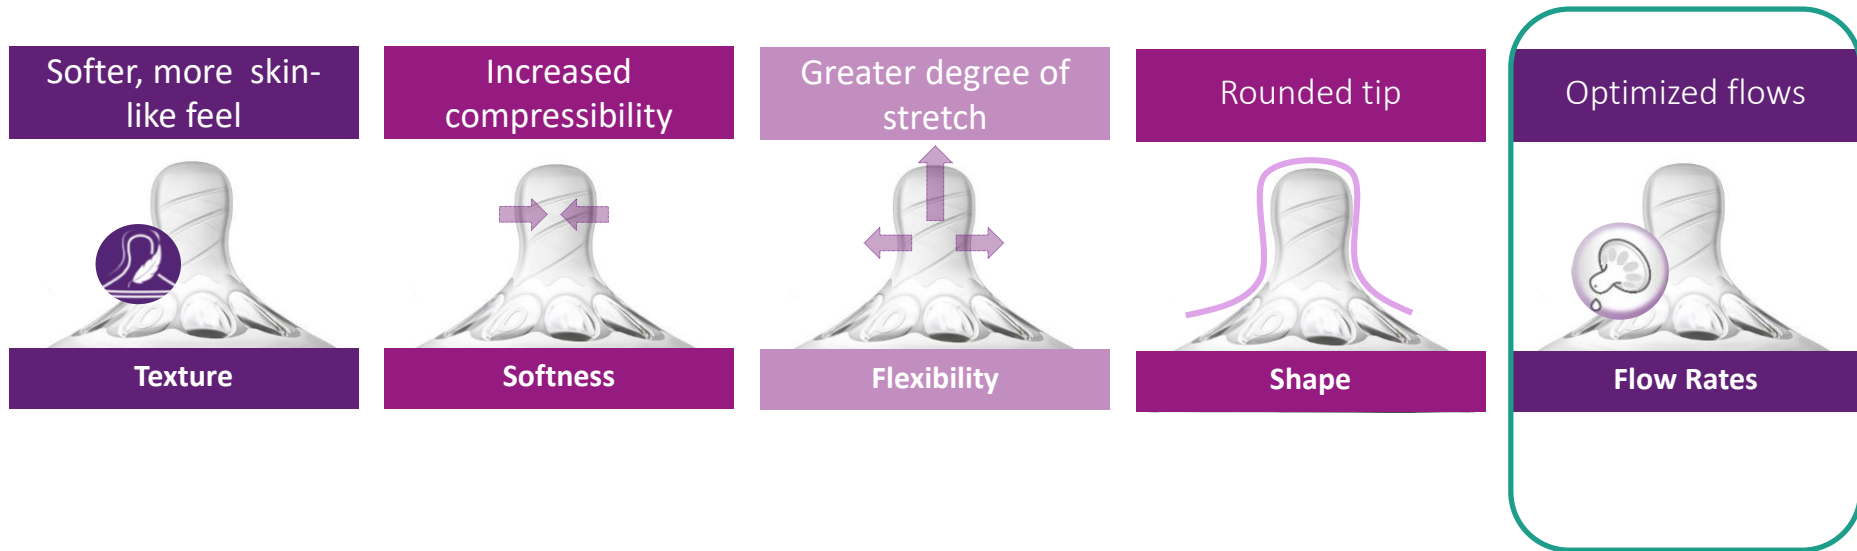 Softer, more skin-
like feel
Texture
Increased
compressibility
Softness
Greater degree of
stretch
Flexibility
Rounded tip
Shape
Optimized flows
Flow Rates